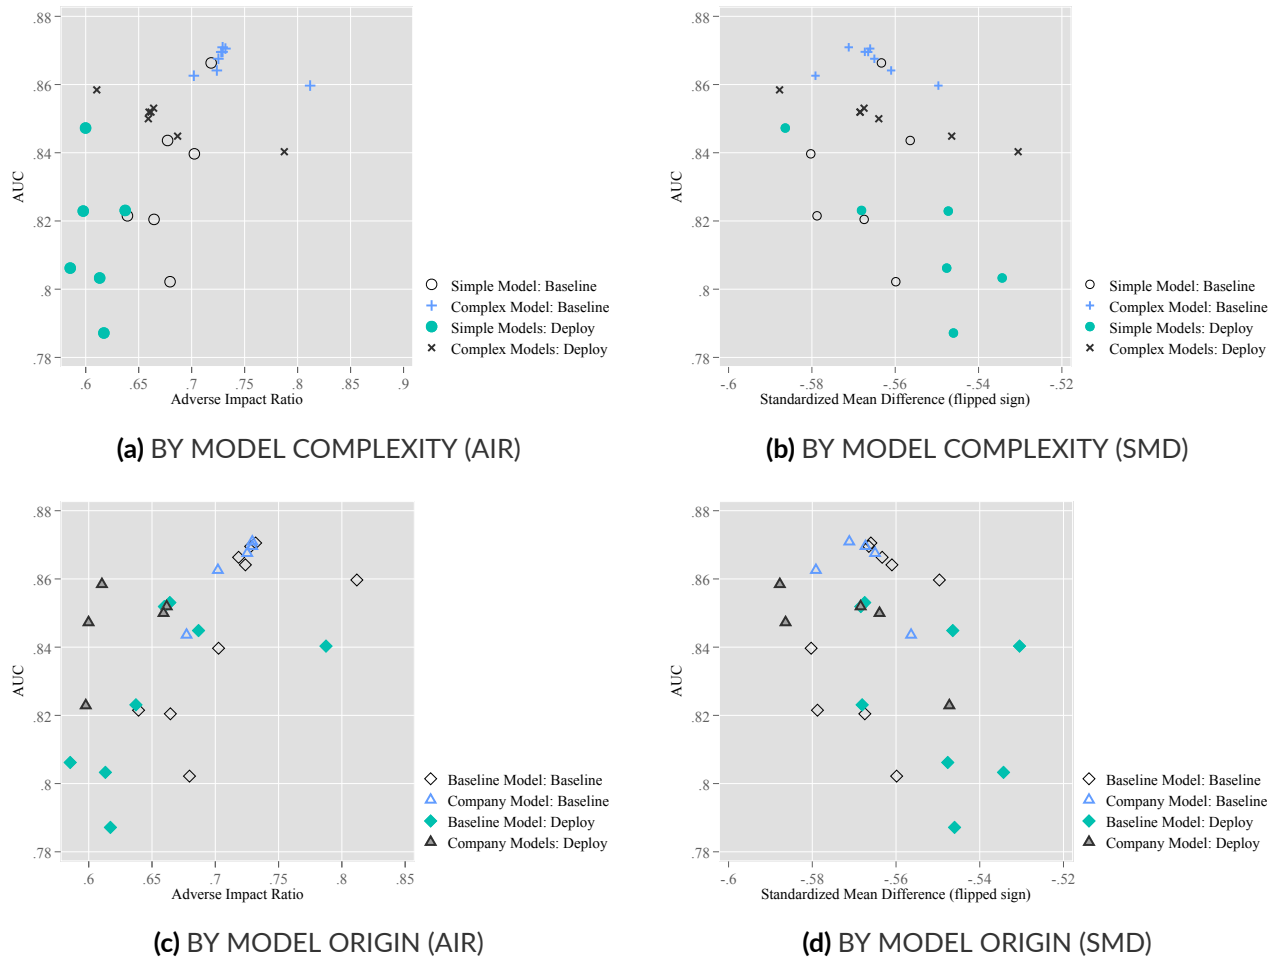 .88
.86
.84
.82
.8
.78
AUC
.6 .65 .7 .75 .8 .85 .9
Adverse Impact Ratio
Simple Model: Baseline
Complex Model: Baseline
Simple Models: Deploy
Complex Models: Deploy
(a) BY MODEL COMPLEXITY (AIR)
.88
.86
.84
.82
.8
.78
AUC
-.6 -.58 -.56 -.54 -.52
Standardized Mean Difference (flipped sign)
Simple Model: Baseline
Complex Model: Baseline
Simple Models: Deploy
Complex Models: Deploy
(b) BY MODEL COMPLEXITY (SMD)
.88
.86
.84
.82
.8
.78
AUC
.6 .65 .7 .75 .8 .85
Adverse Impact Ratio
Baseline Model: Baseline
Company Model: Baseline
Baseline Model: Deploy
Company Models: Deploy
(c) BY MODEL ORIGIN (AIR)
.88
.86
.84
.82
.8
.78
AUC
-.6 -.58 -.56 -.54 -.52
Standardized Mean Difference (flipped sign)
Baseline Model: Baseline
Company Model: Baseline
Baseline Model: Deploy
Company Models: Deploy
(d) BY MODEL ORIGIN (SMD)